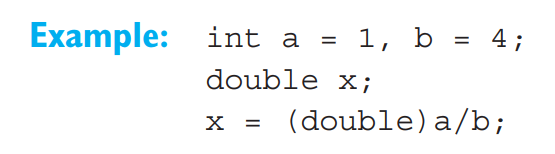 Example: int a = 1, b = 4;
double x;
x = (double)a/b;